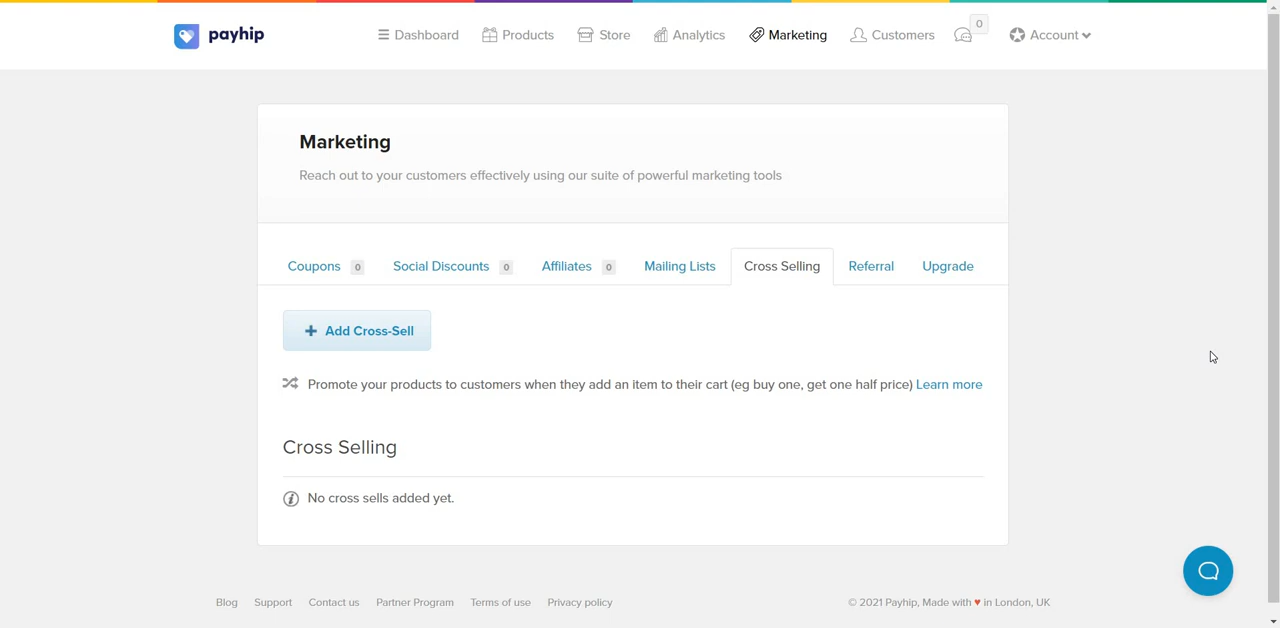 payhip
Dashboard
Products
Store
Analytics
Marketing
Customers
0
Account
Marketing
Reach out to your customers effectively using our suite of powerful marketing tools
Coupons 0
Social Discounts 0
Affiliates 0
Mailing Lists
Cross Selling
Referral
Upgrade
+ Add Cross-Sell
Promote your products to customers when they add an item to their cart (eg buy one, get one half price) Learn more
Cross Selling
No cross sells added yet.
Blog
Support
Contact us
Partner Program
Terms of use
Privacy policy
© 2021 Payhip, Made with ♥ in London, UK